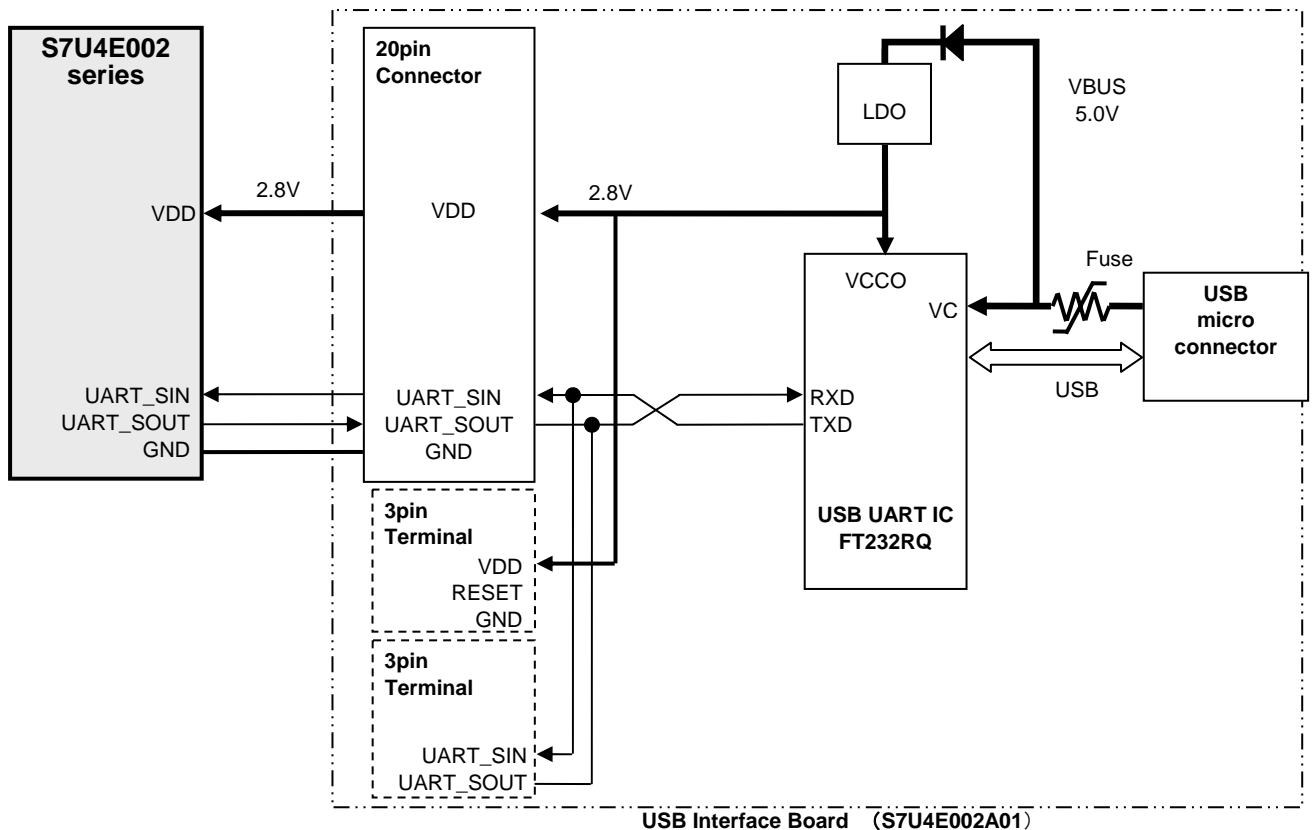 S7U4E002
series
VDD
UART_SIN
UART_SOUT
GND
2.8V
20pin
Connector
VDD
UART_SIN
UART_SOUT
GND
3pin
Terminal
VDD
RESET
GND
3pin
Terminal
UART_SIN
UART_SOUT
2.8V
LDO
VBUS
5.0V
VCCO
VC
RXD
TXD
USB UART IC
FT232RQ
Fuse
USB
USB
micro
connector
USB Interface Board （S7U4E002A01）